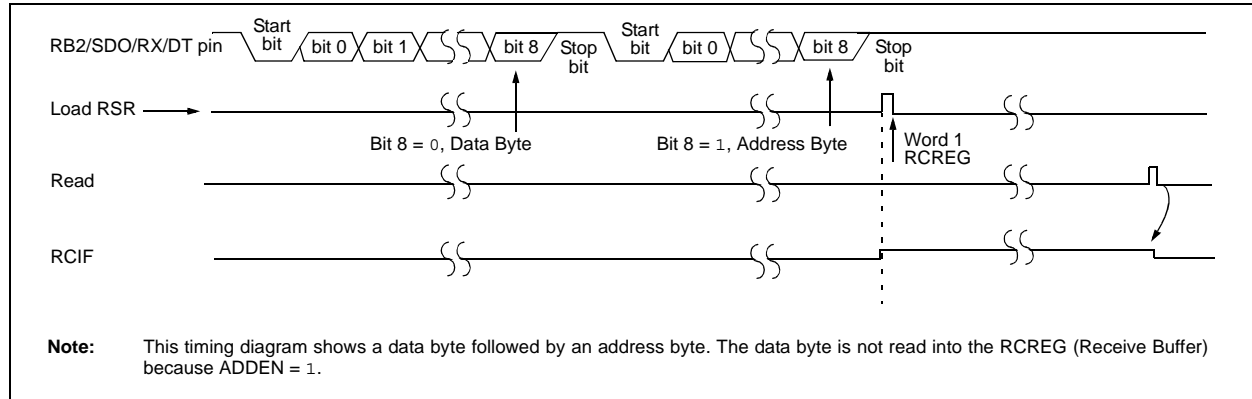 RB2/SDO/RX/DT pin
Start bit
bit 0
bit 1
bit 8
Stop bit
Start bit
bit 0
bit 8
Stop bit
Load RSR
Bit 8 = 0, Data Byte
Bit 8 = 1, Address Byte
Word 1
RCREG
Read
RCIF
Note: This timing diagram shows a data byte followed by an address byte. The data byte is not read into the RCREG (Receive Buffer)
because ADDEN = 1.